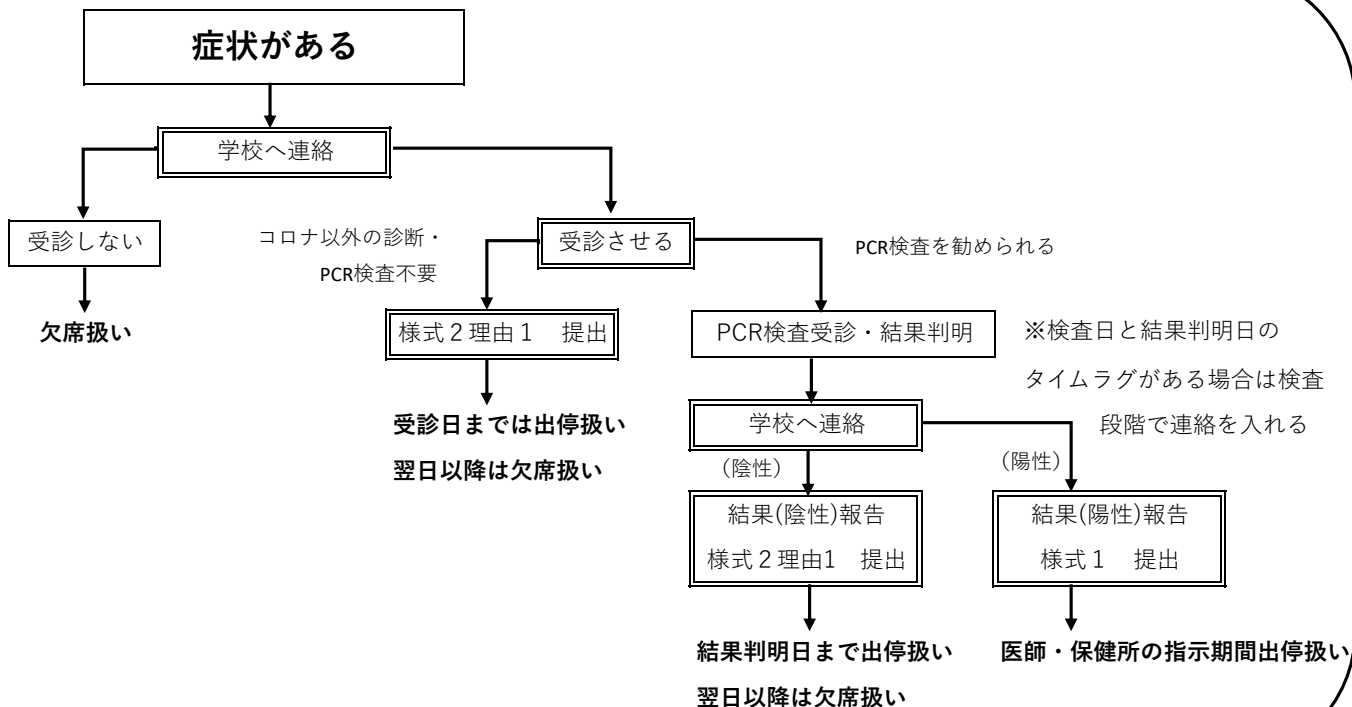 症状がある
学校へ連絡
受診しない
コロナ以外の診断・
PCR検査不要
受診させる
PCR検査を勧められる
欠席扱い
様式2理由1　提出
PCR検査受診・結果判明
※検査日と結果判明日の
タイムラグがある場合は検査
段階で連絡を入れる
受診日までは出停扱い
翌日以降は欠席扱い
学校へ連絡
(陰性)
(陽性)
結果(陰性)報告
様式2理由1　提出
結果(陽性)報告
様式1　提出
結果判明日まで出停扱い
翌日以降は欠席扱い
医師・保健所の指示期間出停扱い